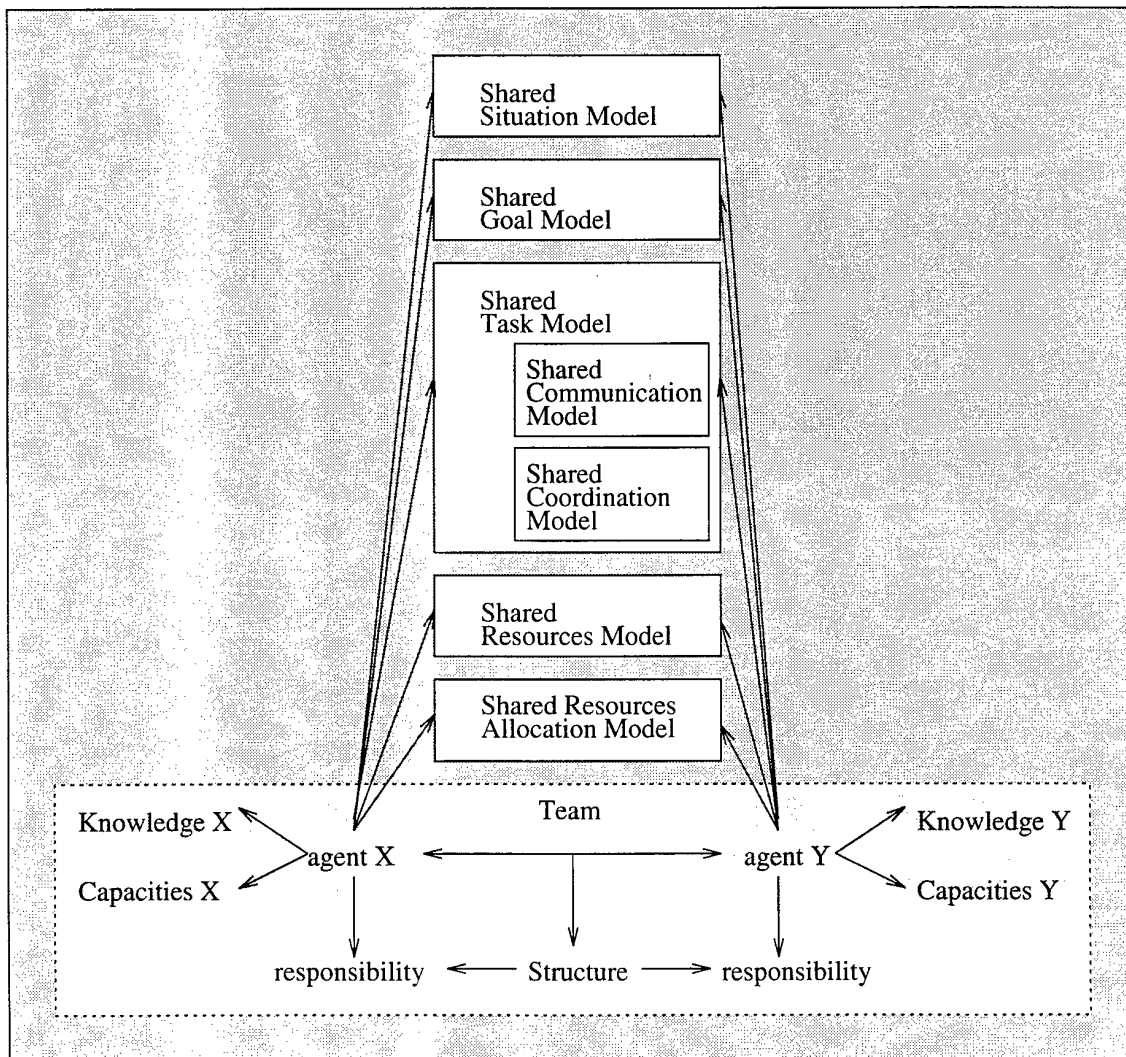 Shared
Situation Model
Shared
Goal Model
Shared
Task Model
Shared
Communication
Model
Shared
Coordination
Model
Shared
Resources Model
Shared Resources
Allocation Model
Team
Knowledge X
Knowledge Y
agent X
agent Y
Capacities X
Capacities Y
responsibility
Structure
responsibility